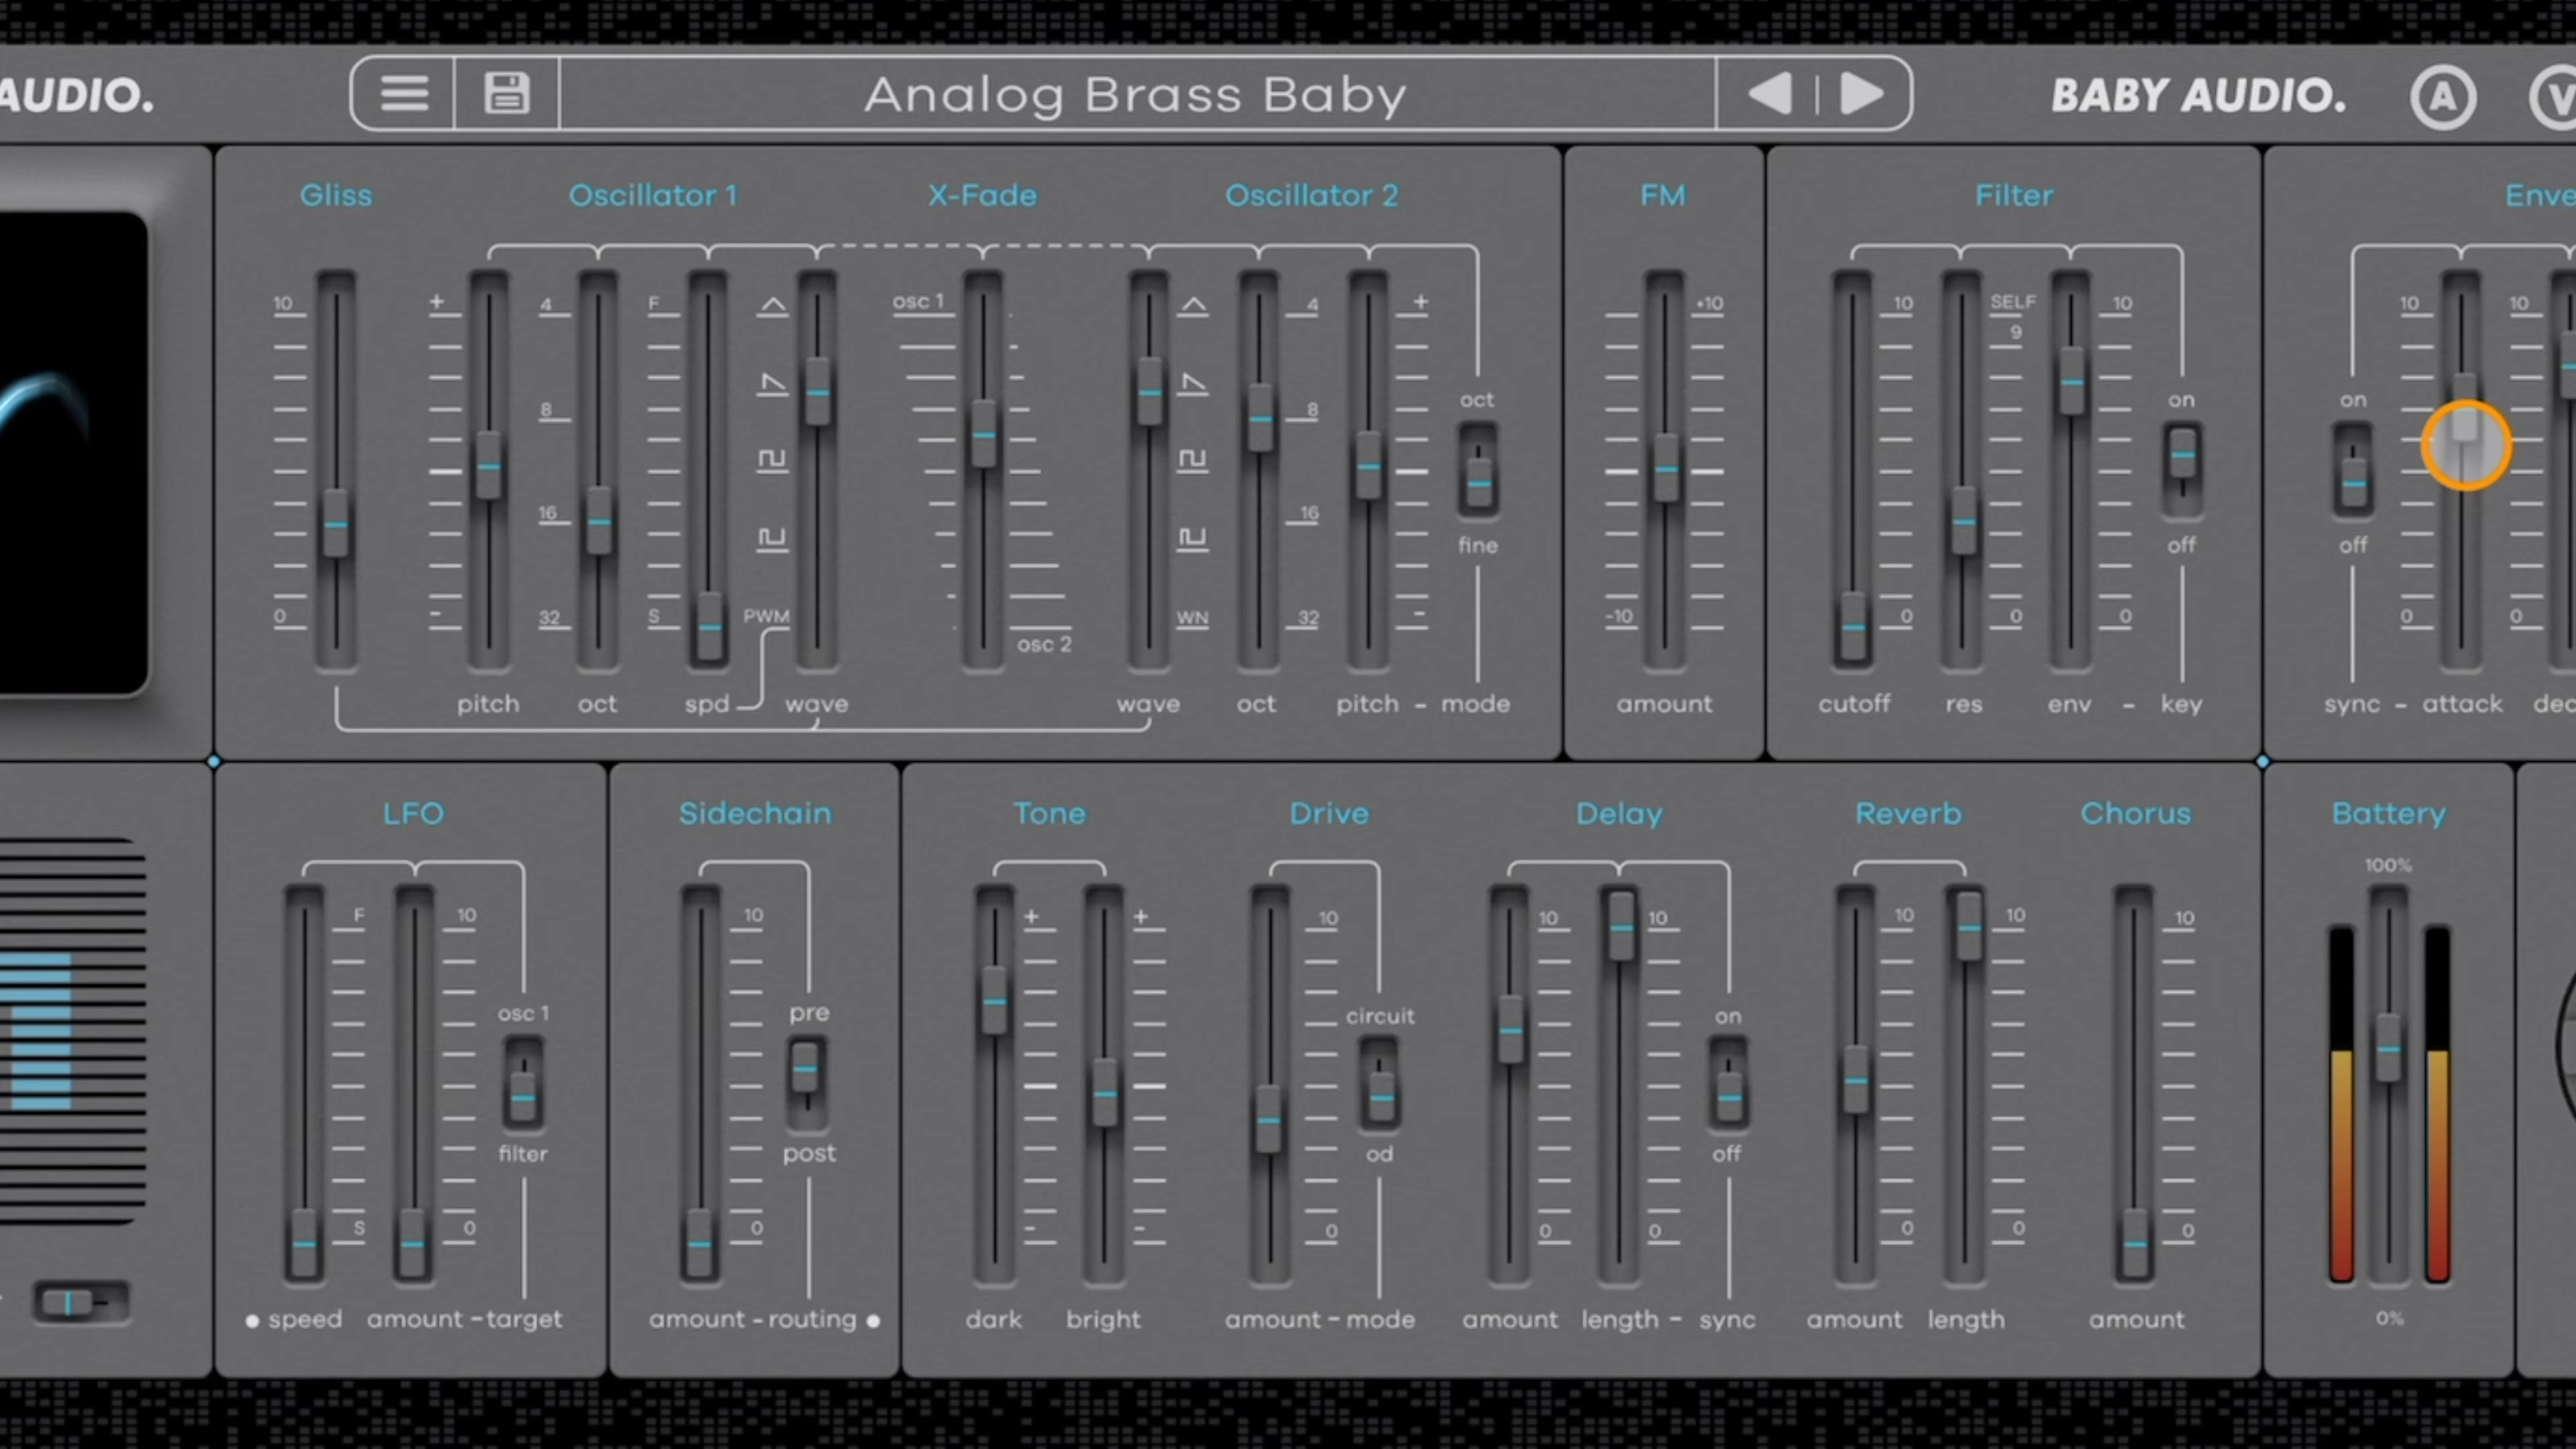 AUDIO.
Analog Brass Baby
BABY AUDIO.
A
V
Gliss
Oscillator 1
X-Fade
Oscillator 2
FM
Filter
10
+
4
F
osc 1
4
+
+10
10
SELF
10
10
10
9
8
8
oct
on
on
16
16
fine
off
off
0
-
32
S
PWM
WN
32
-
-10
0
0
0
0
0
osc 2
pitch
oct
spd
wave
wave
oct
pitch - mode
amount
cutoff
res
env - key
sync - attack
LFO
Sidechain
Tone
Drive
Delay
Reverb
Chorus
Battery
100%
F
10
10
+
+
10
10
10
10
10
10
osc 1
pre
circuit
on
filter
post
od
off
S
0
0
-
-
0
0
0
0
0
0
0%
speed
amount - target
amount - routing
dark
bright
amount - mode
amount
length - sync
amount
length
amount